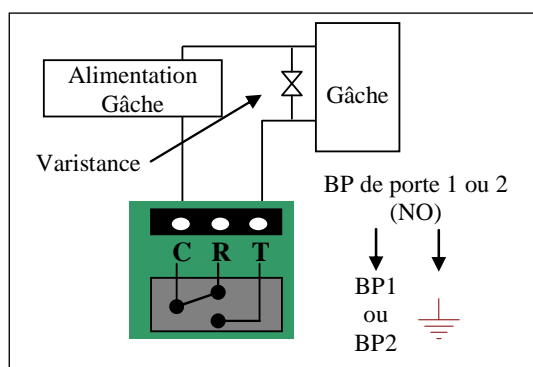 Alimentation
Gâche
Gâche
Varistance
BP de porte 1 ou 2
(NO)
C R T
BP1
ou
BP2